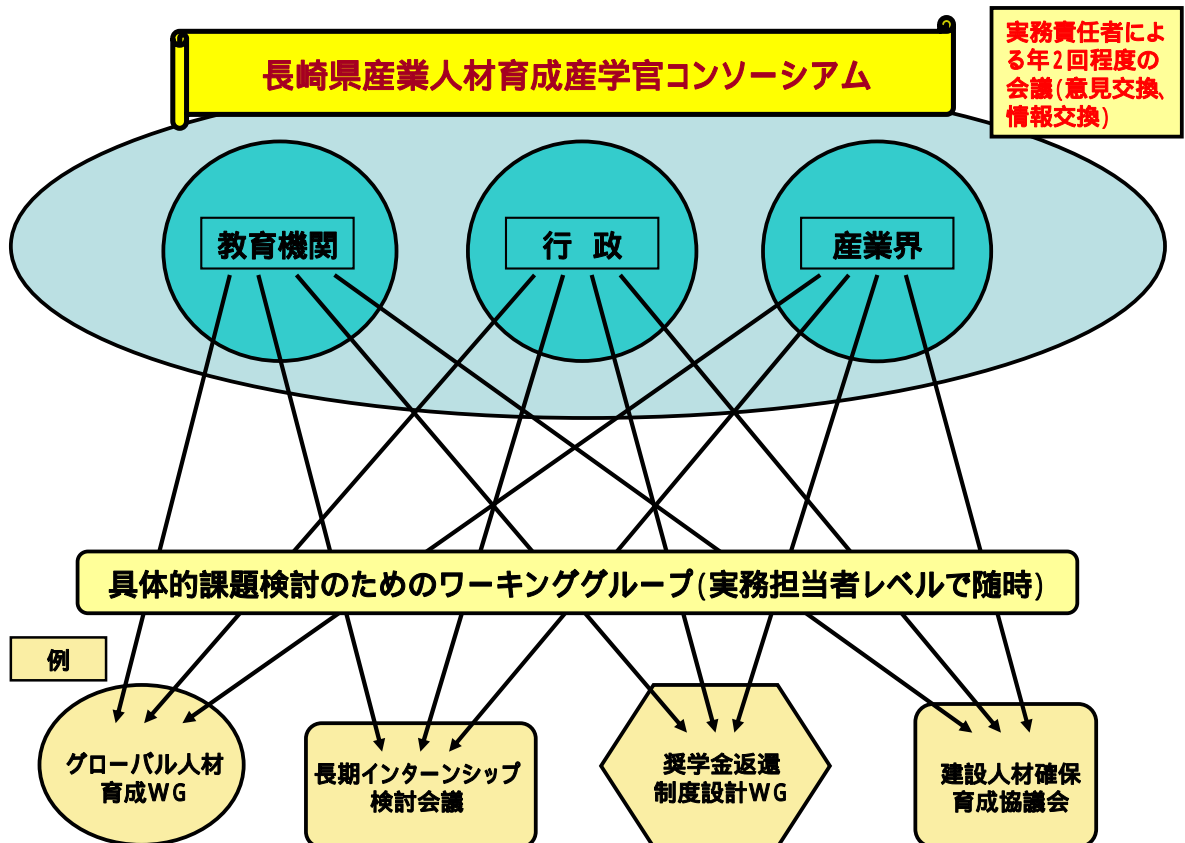 長崎県産業人材育成産学官コンソーシアム
実務責任者によ
る年2回程度の
会議(意見交換、
情報交換)
教育機関
行 政
産業界
具体的課題検討のためのワーキンググループ(実務担当者レベルで随時)
例
グローバル人材
育成WG
長期インターンシップ
検討会議
奨学金返還
制度設計WG
建設人材確保
育成協議会